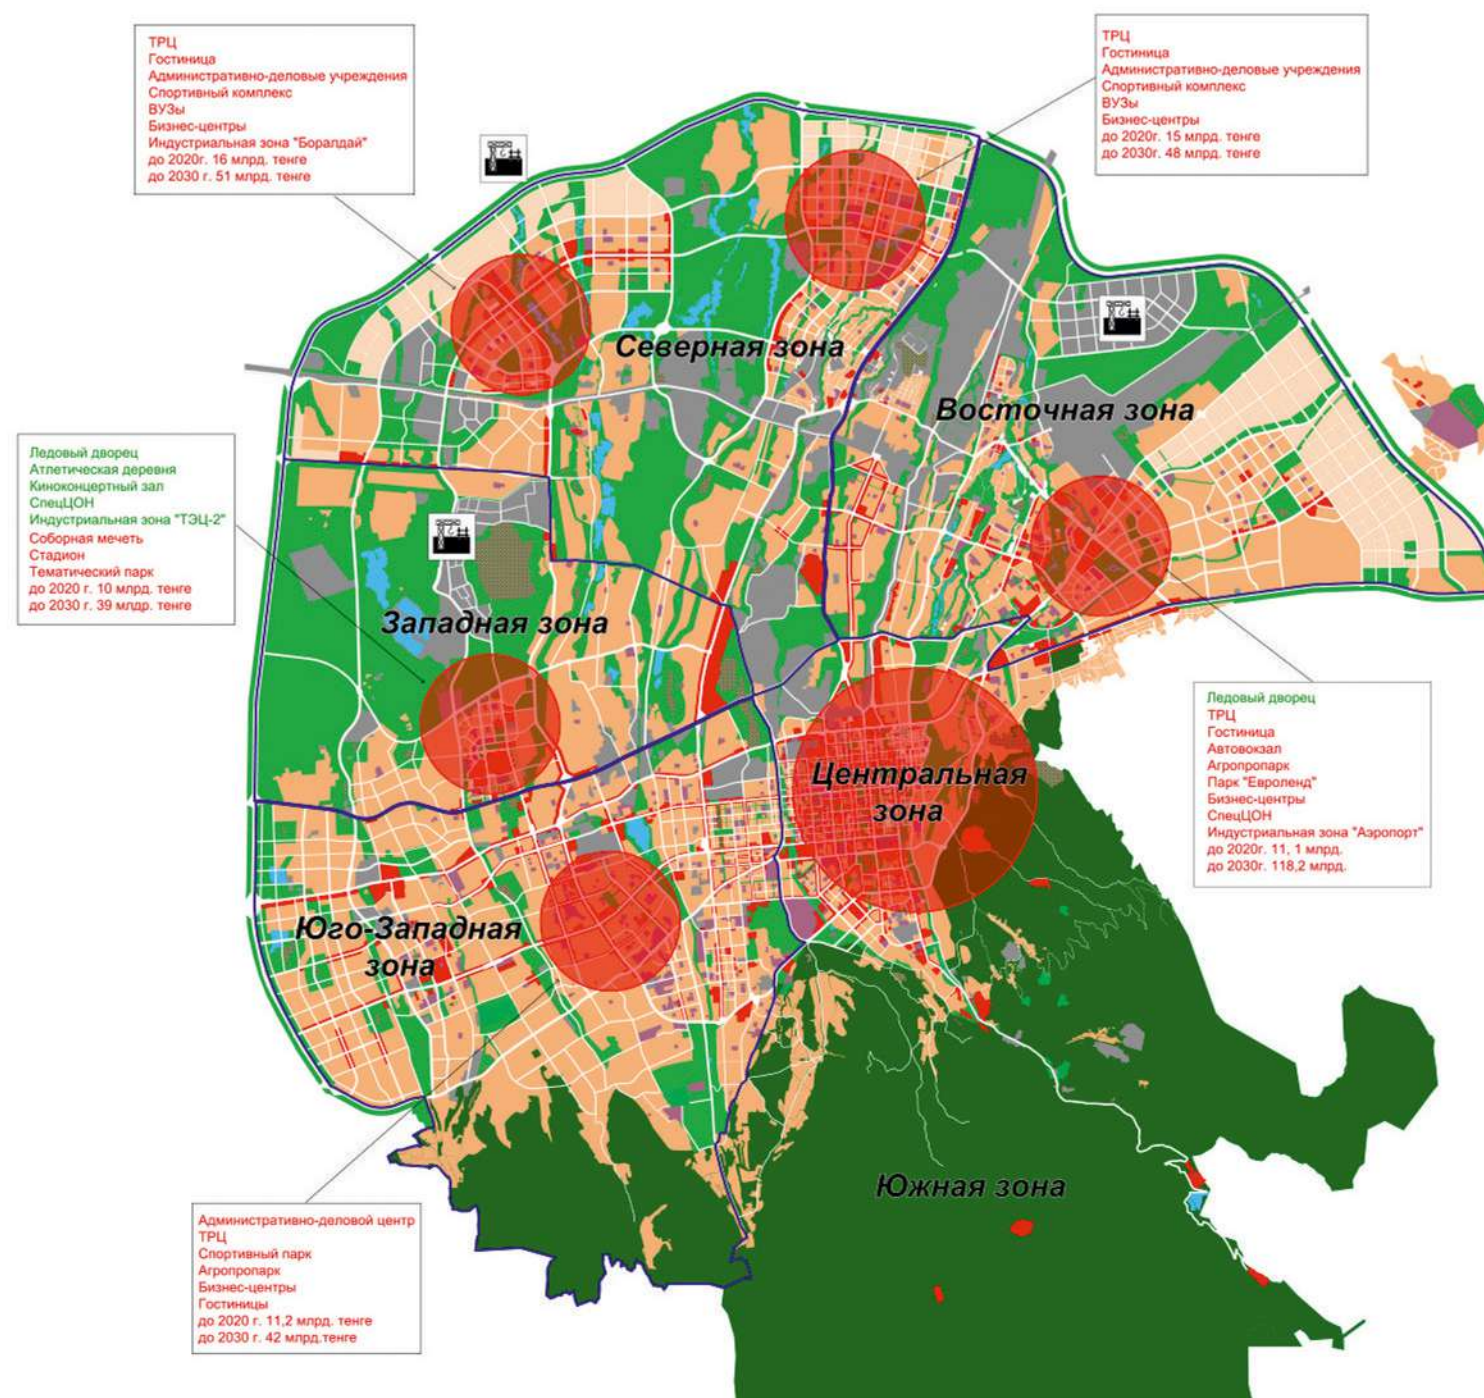 ТРЦ
Гостиница
Административно-деловые учреждения
Спортивный комплекс
ВУЗы
Бизнес-центры
Индустриальная зона "Боралдай"
до 2020г. 16 млрд. тенге
до 2030 г. 51 млрд. тенге
ТРЦ
Гостиница
Административно-деловые учреждения
Спортивный комплекс
ВУЗы
Бизнес-центры
до 2020г. 15 млрд. тенге
до 2030г. 48 млрд. тенге
Северная зона
Восточная зона
Ледовый дворец
Атлетическая деревня
Киноконцертный зал
СпецЦОН
Индустриальная зона "ТЭЦ-2"
Соборная мечеть
Стадион
Тематический парк
до 2020 г. 10 млрд. тенге
до 2030 г. 39 млдр. тенге
Западная зона
Центральная
зона
Ледовый дворец
ТРЦ
Гостиница
Автовокзал
Агропропарк
Парк "Евроленд"
Бизнес-центры
СпецЦОН
Индустриальная зона "Аэропорт"
до 2020г. 11, 1 млрд.
до 2030г. 118,2 млрд.
Юго-Западная
зона
Южная зона
Административно-деловой центр
ТРЦ
Спортивный парк
Агропропарк
Бизнес-центры
Гостиницы
до 2020 г. 11,2 млрд. тенге
до 2030 г. 42 млрд.тенге